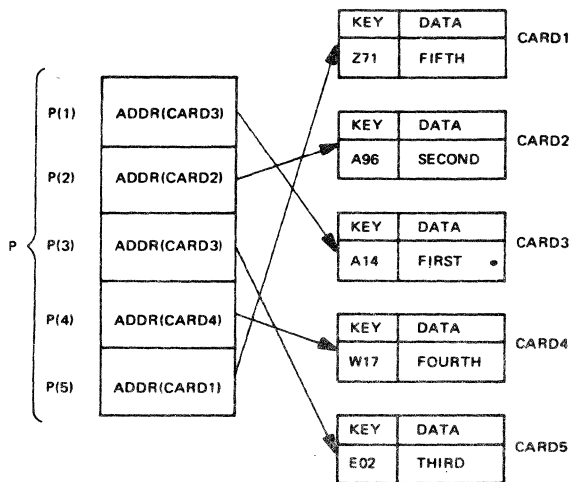 KEY DATA
CARD1
Z71 FIFTH
P(1) ADDR(CARD3)
KEY DATA
CARD2
A96 SECOND
P(2) ADDR(CARD2)
KEY DATA
CARD3
P P(3) ADDR(CARD3)
A14 FIRST
P(4) ADDR(CARD4)
KEY DATA
CARD4
W17 FOURTH
P(5) ADDR(CARD1)
KEY DATA
CARD5
E02 THIRD